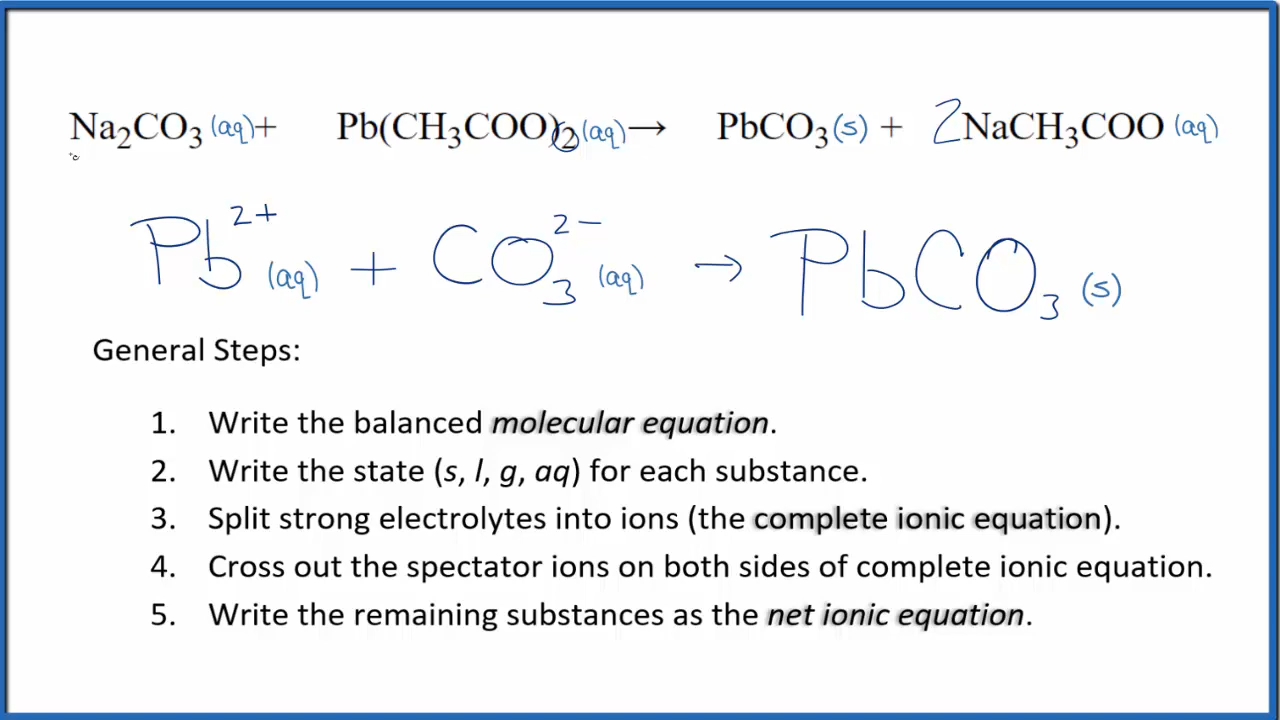 Na₂CO₃ (aq) + Pb(CH₃COO)₂ (aq) → PbCO₃ (s) + 2 NaCH₃COO (aq)
Pb²⁺ (aq) + CO₃²⁻ (aq) → PbCO₃ (s)
General Steps:
1. Write the balanced molecular equation.
2. Write the state (s, l, g, aq) for each substance.
3. Split strong electrolytes into ions (the complete ionic equation).
4. Cross out the spectator ions on both sides of complete ionic equation.
5. Write the remaining substances as the net ionic equation.